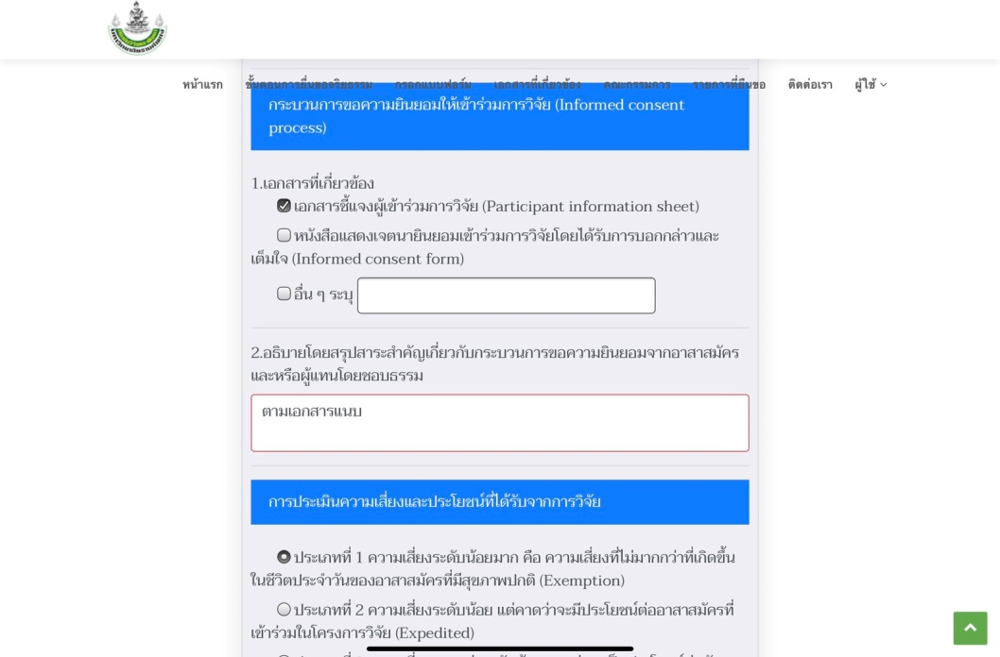 หน้าแรก ขั้นตอนการยื่นขอจริยธรรม กรอกแบบฟอร์ม เอกสารที่เกี่ยวข้อง คณะกรรมการ รายการที่ยื่นขอ ติดต่อเรา ผู้ใช้
กระบวนการขอความยินยอมให้เข้าร่วมการวิจัย (Informed consent
process)
1.เอกสารที่เกี่ยวข้อง
เอกสารชี้แจงผู้เข้าร่วมการวิจัย (Participant information sheet)
หนังสือแสดงเจตนายินยอมเข้าร่วมการวิจัยโดยได้รับการบอกกล่าวและ
เต็มใจ (Informed consent form)
อื่น ๆ ระบุ
2.อธิบายโดยสรุปสาระสำคัญเกี่ยวกับกระบวนการขอความยินยอมจากอาสาสมัคร
และหรือผู้แทนโดยชอบธรรม
ตามเอกสารแนบ
การประเมินความเสี่ยงและประโยชน์ที่ได้รับจากการวิจัย
ประเภทที่ 1 ความเสี่ยงระดับน้อยมาก คือ ความเสี่ยงที่ไม่มากกว่าที่เกิดขึ้น
ในชีวิตประจำวันของอาสาสมัครที่มีสุขภาพปกติ (Exemption)
ประเภทที่ 2 ความเสี่ยงระดับน้อย แต่คาดว่าจะมีประโยชน์ต่ออาสาสมัครที่
เข้าร่วมในโครงการวิจัย (Expedited)